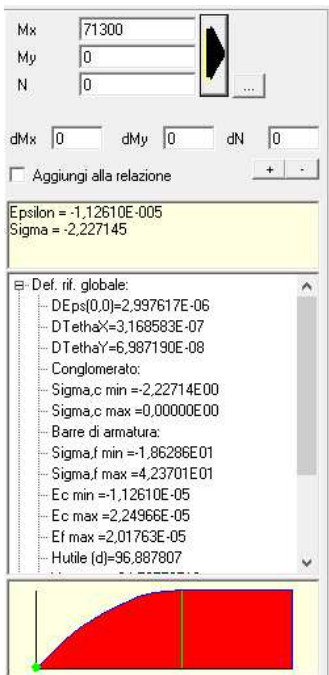 Mx 71300
My 0
N 0
...
dMx 0 dMy 0 dN 0
Aggiungi alla relazione + -
Epsilon = -1,12610E-005
Sigma = -2,227145
Def. rif. globale:
DEps(0,0)=2,997617E-06
DTethaX=3,168583E-07
DTethaY=6,987190E-08
Conglomerato:
Sigma,c min =-2,22714E00
Sigma,c max =0,00000E00
Barre di armatura:
Sigma,f min =-1,86286E01
Sigma,f max =4,23701E01
Ec min =-1,12610E-05
Ec max =2,24966E-05
Ef max =2,01763E-05
Hutile (d)=96,887807